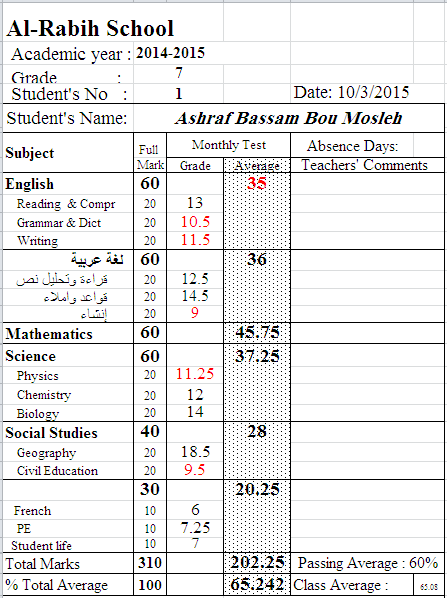 Al-Rabih School
Academic year : 2014-2015
Grade : 7
Student's No : 1 Date: 10/3/2015
Student's Name: Ashraf Bassam Bou Mosleh
Subject Full Mark Monthly Test Absence Days:
Grade Average Teachers' Comments
English 60 35
Reading & Compr 20 13
Grammar & Dict 20 10.5
Writing 20 11.5
لغة عربية 60 36
قراءة وتحليل نص 20 12.5
قواعد واملاء 20 14.5
إنشاء 20 9
Mathematics 60 45.75
Science 60 37.25
Physics 20 11.25
Chemistry 20 12
Biology 20 14
Social Studies 40 28
Geography 20 18.5
Civil Education 20 9.5
30 20.25
French 10 6
PE 10 7.25
Student life 10 7
Total Marks 310 202.25 Passing Average : 60%
% Total Average 100 65.242 Class Average : 65.08